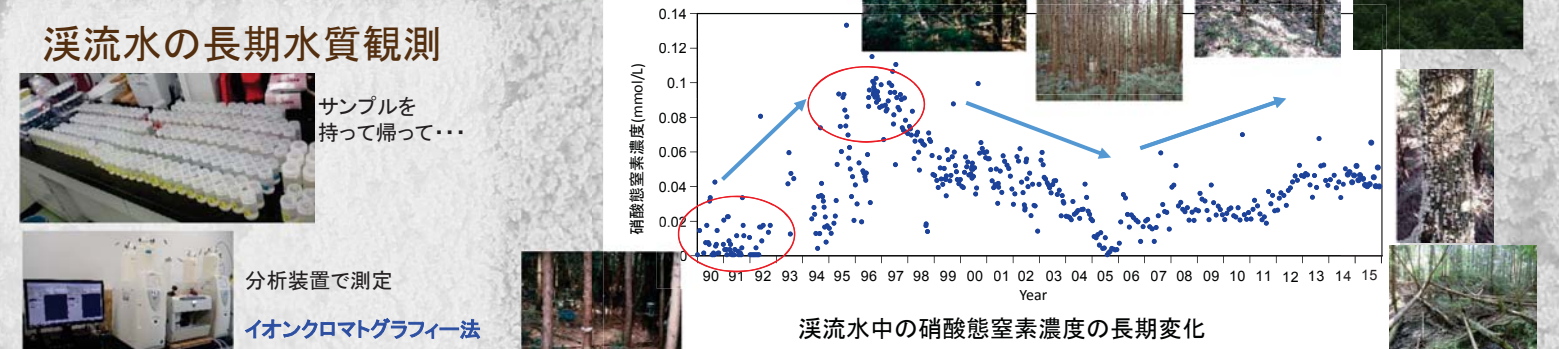 渓流水の長期水質観測
サンプルを
持って帰って・・・
分析装置で測定
イオンクロマトグラフィー法
硝酸態窒素濃度(mmol/L)
0.14
0.12
0.1
0.08
0.06
0.04
0.02
0
90 91 92 93 94 95 96 97 98 99 00 01 02 03 04 05 06 07 08 09 10 11 12 13 14 15
Year
渓流水中の硝酸態窒素濃度の長期変化